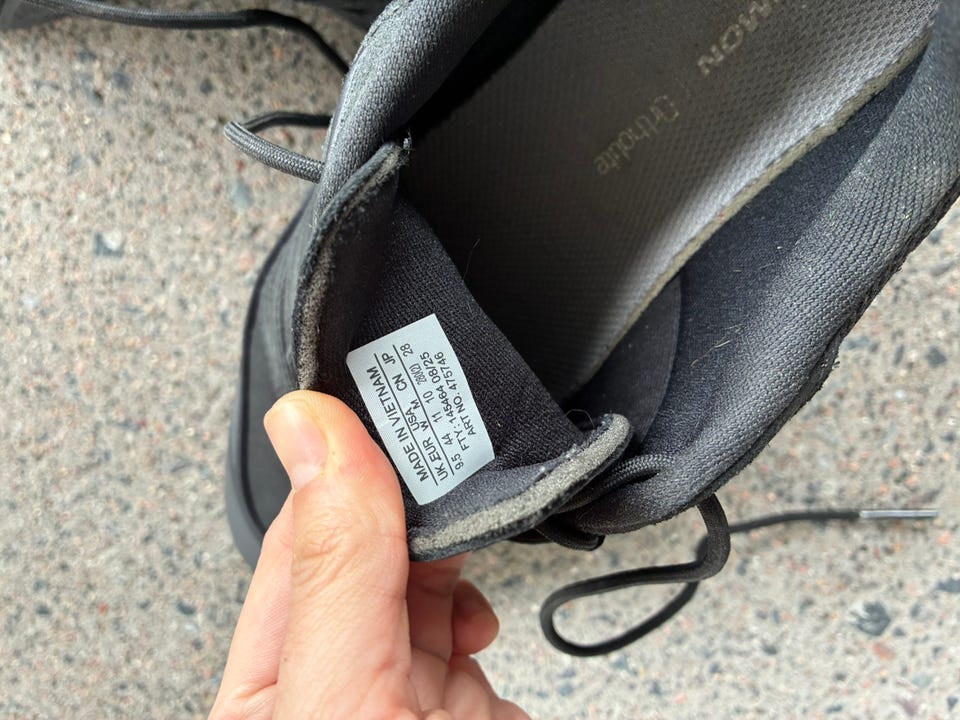 MADE IN VIETNAM
UK EUR USA CN JP
W M
9.5 44 11 10 280(2) 28
FTY: 145464 08/25
ART NO. 475746
OrthoLite